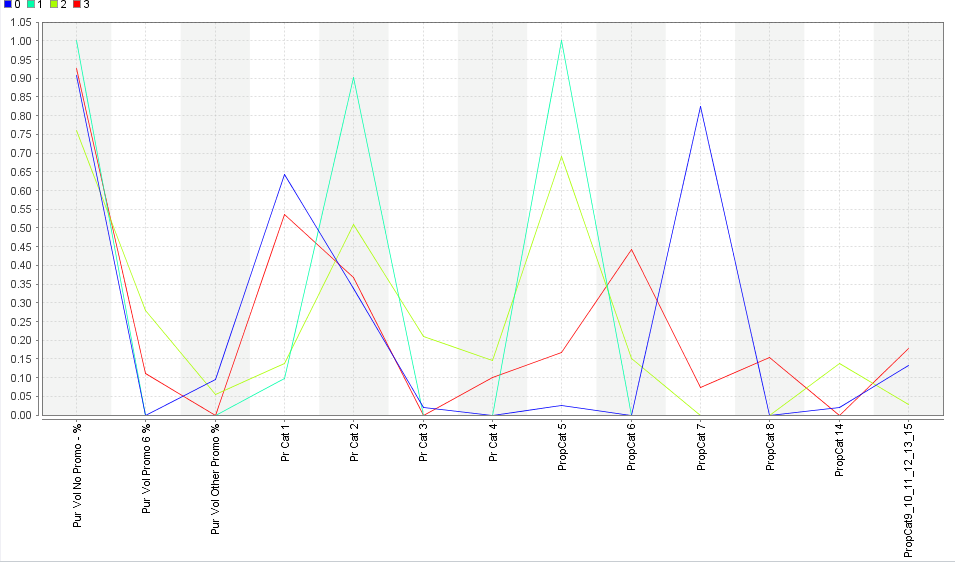 0 1 2 3
1.05
1.00
0.95
0.90
0.85
0.80
0.75
0.70
0.65
0.60
0.55
0.50
0.45
0.40
0.35
0.30
0.25
0.20
0.15
0.10
0.05
0.00
Pur Vol No Promo - %
Pur Vol Promo 6 %
Pur Vol Other Promo %
Pr Cat 1
Pr Cat 2
Pr Cat 3
Pr Cat 4
PropCat 5
PropCat 6
PropCat 7
PropCat 8
PropCat 14
PropCat9_10_11_12_13_15